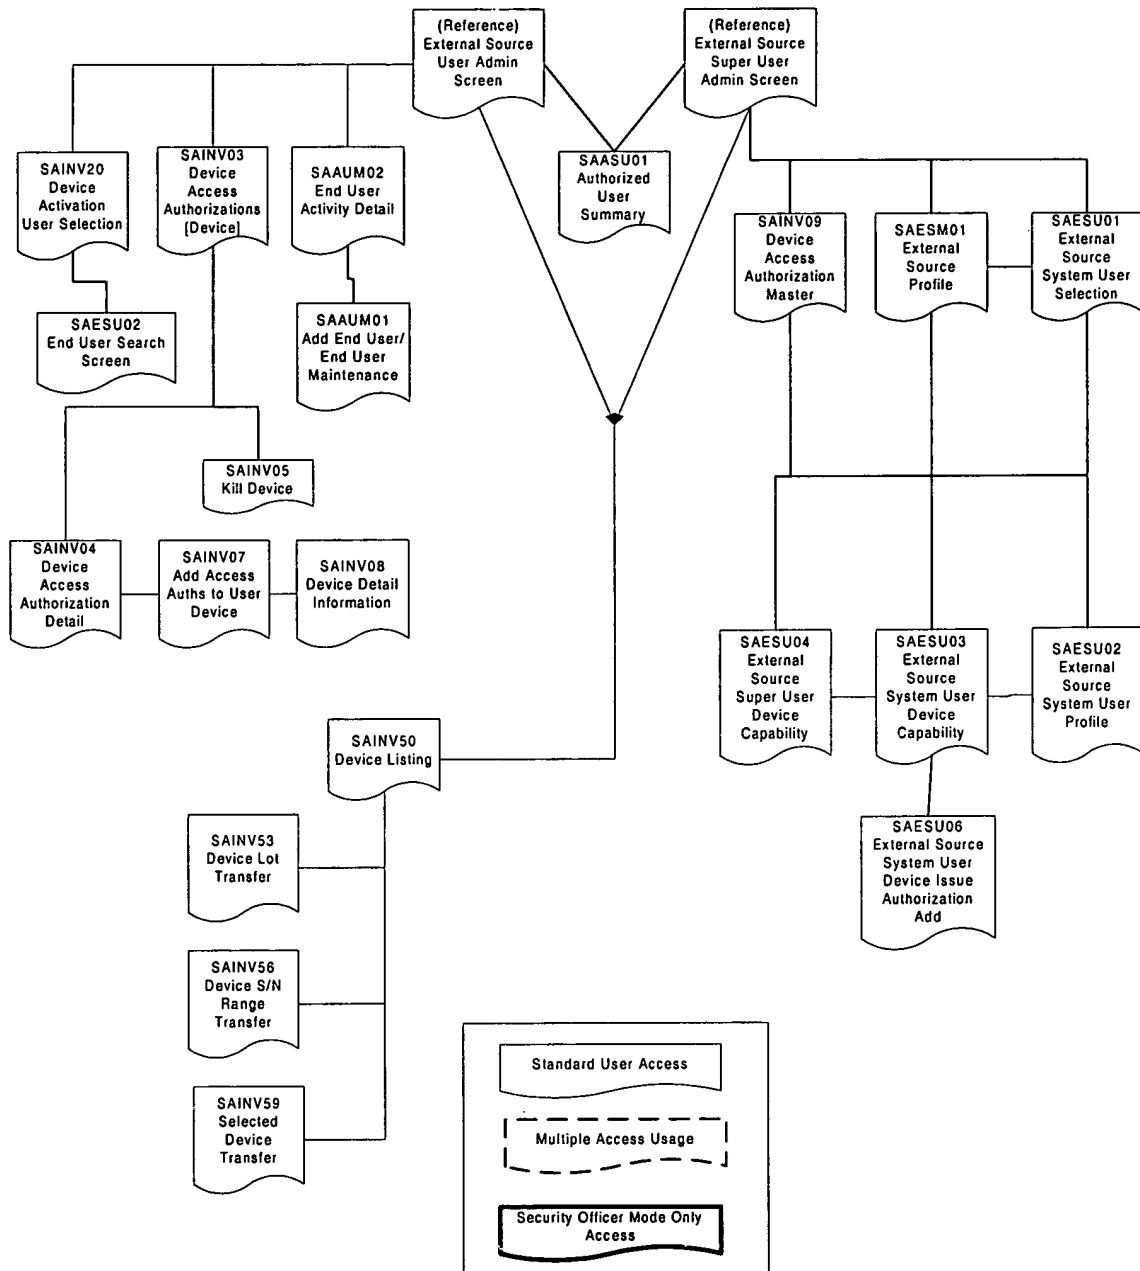 (Reference)
External Source
User Admin
Screen
(Reference)
External Source
Super User
Admin Screen
SAINV20
Device
Activation
User Selection
SAINV03
Device
Access
Authorizations
[Device]
SAAUM02
End User
Activity Detail
SAASU01
Authorized
User
Summary
SAINV09
Device
Access
Authorization
Master
SAESM01
External
Source
Profile
SAESU01
External
Source
System User
Selection
SAESU02
End User Search
Screen
SAAUM01
Add End User/
End User
Maintenance
SAINV05
Kill Device
SAINV04
Device
Access
Authorization
Detail
SAINV07
Add Access
Auths to User
Device
SAINV08
Device Detail
Information
SAESU04
External
Source
Super User
Device
Capability
SAESU03
External
Source
System User
Device
Capability
SAESU02
External
Source
System User
Profile
SAINV50
Device Listing
SAINV53
Device Lot
Transfer
SAESU06
External Source
System User
Device Issue
Authorization
Add
SAINV56
Device S/N
Range
Transfer
SAINV59
Selected
Device
Transfer
Standard User Access
Multiple Access Usage
Security Officer Mode Only
Access